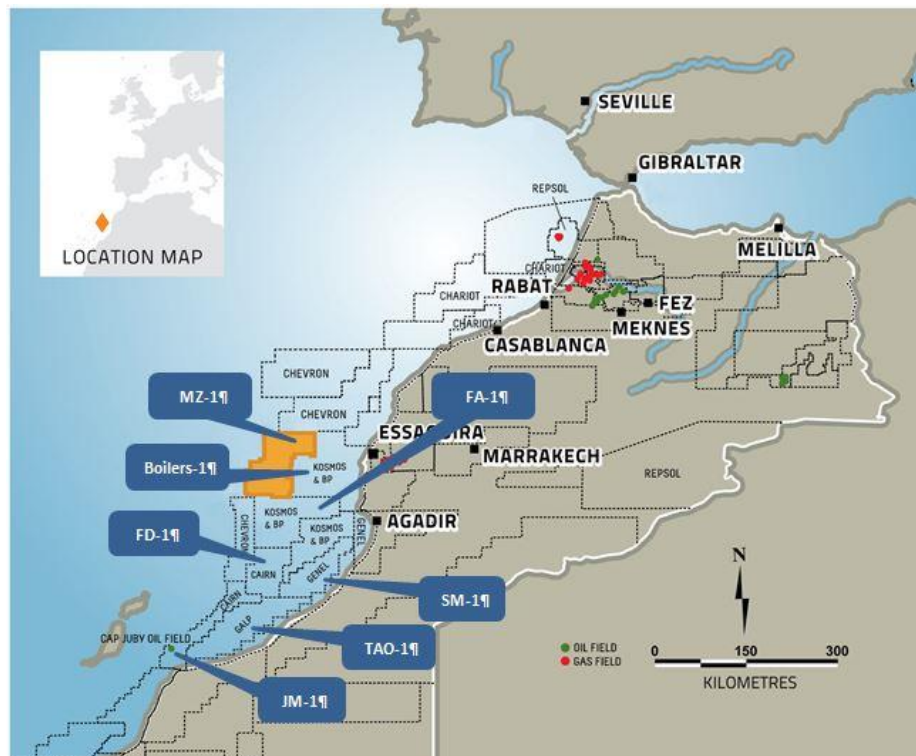 LOCATION MAP
SEVILLE
GIBRALTAR
REPSOL
MELILLA
CHARIOT
RABAT
CHARIOT
FEZ
MEKNES
CHARIOT
CASABLANCA
CHEVRON
MZ-1¶
FA-1¶
CHEVRON
ESSAOUIRA
MARRAKECH
Boilers-1¶
KOSMOS
& BP
REPSOL
KOSMOS
& BP
KOSMOS
& BP
CHEVRON
GENEL
AGADIR
FD-1¶
CAIRN
GENEL
CAIRN
SM-1¶
GALP
CAP JUBY OIL FIELD
TAO-1¶
JM-1¶
N
OIL FIELD
GAS FIELD
0 150 300
KILOMETRES